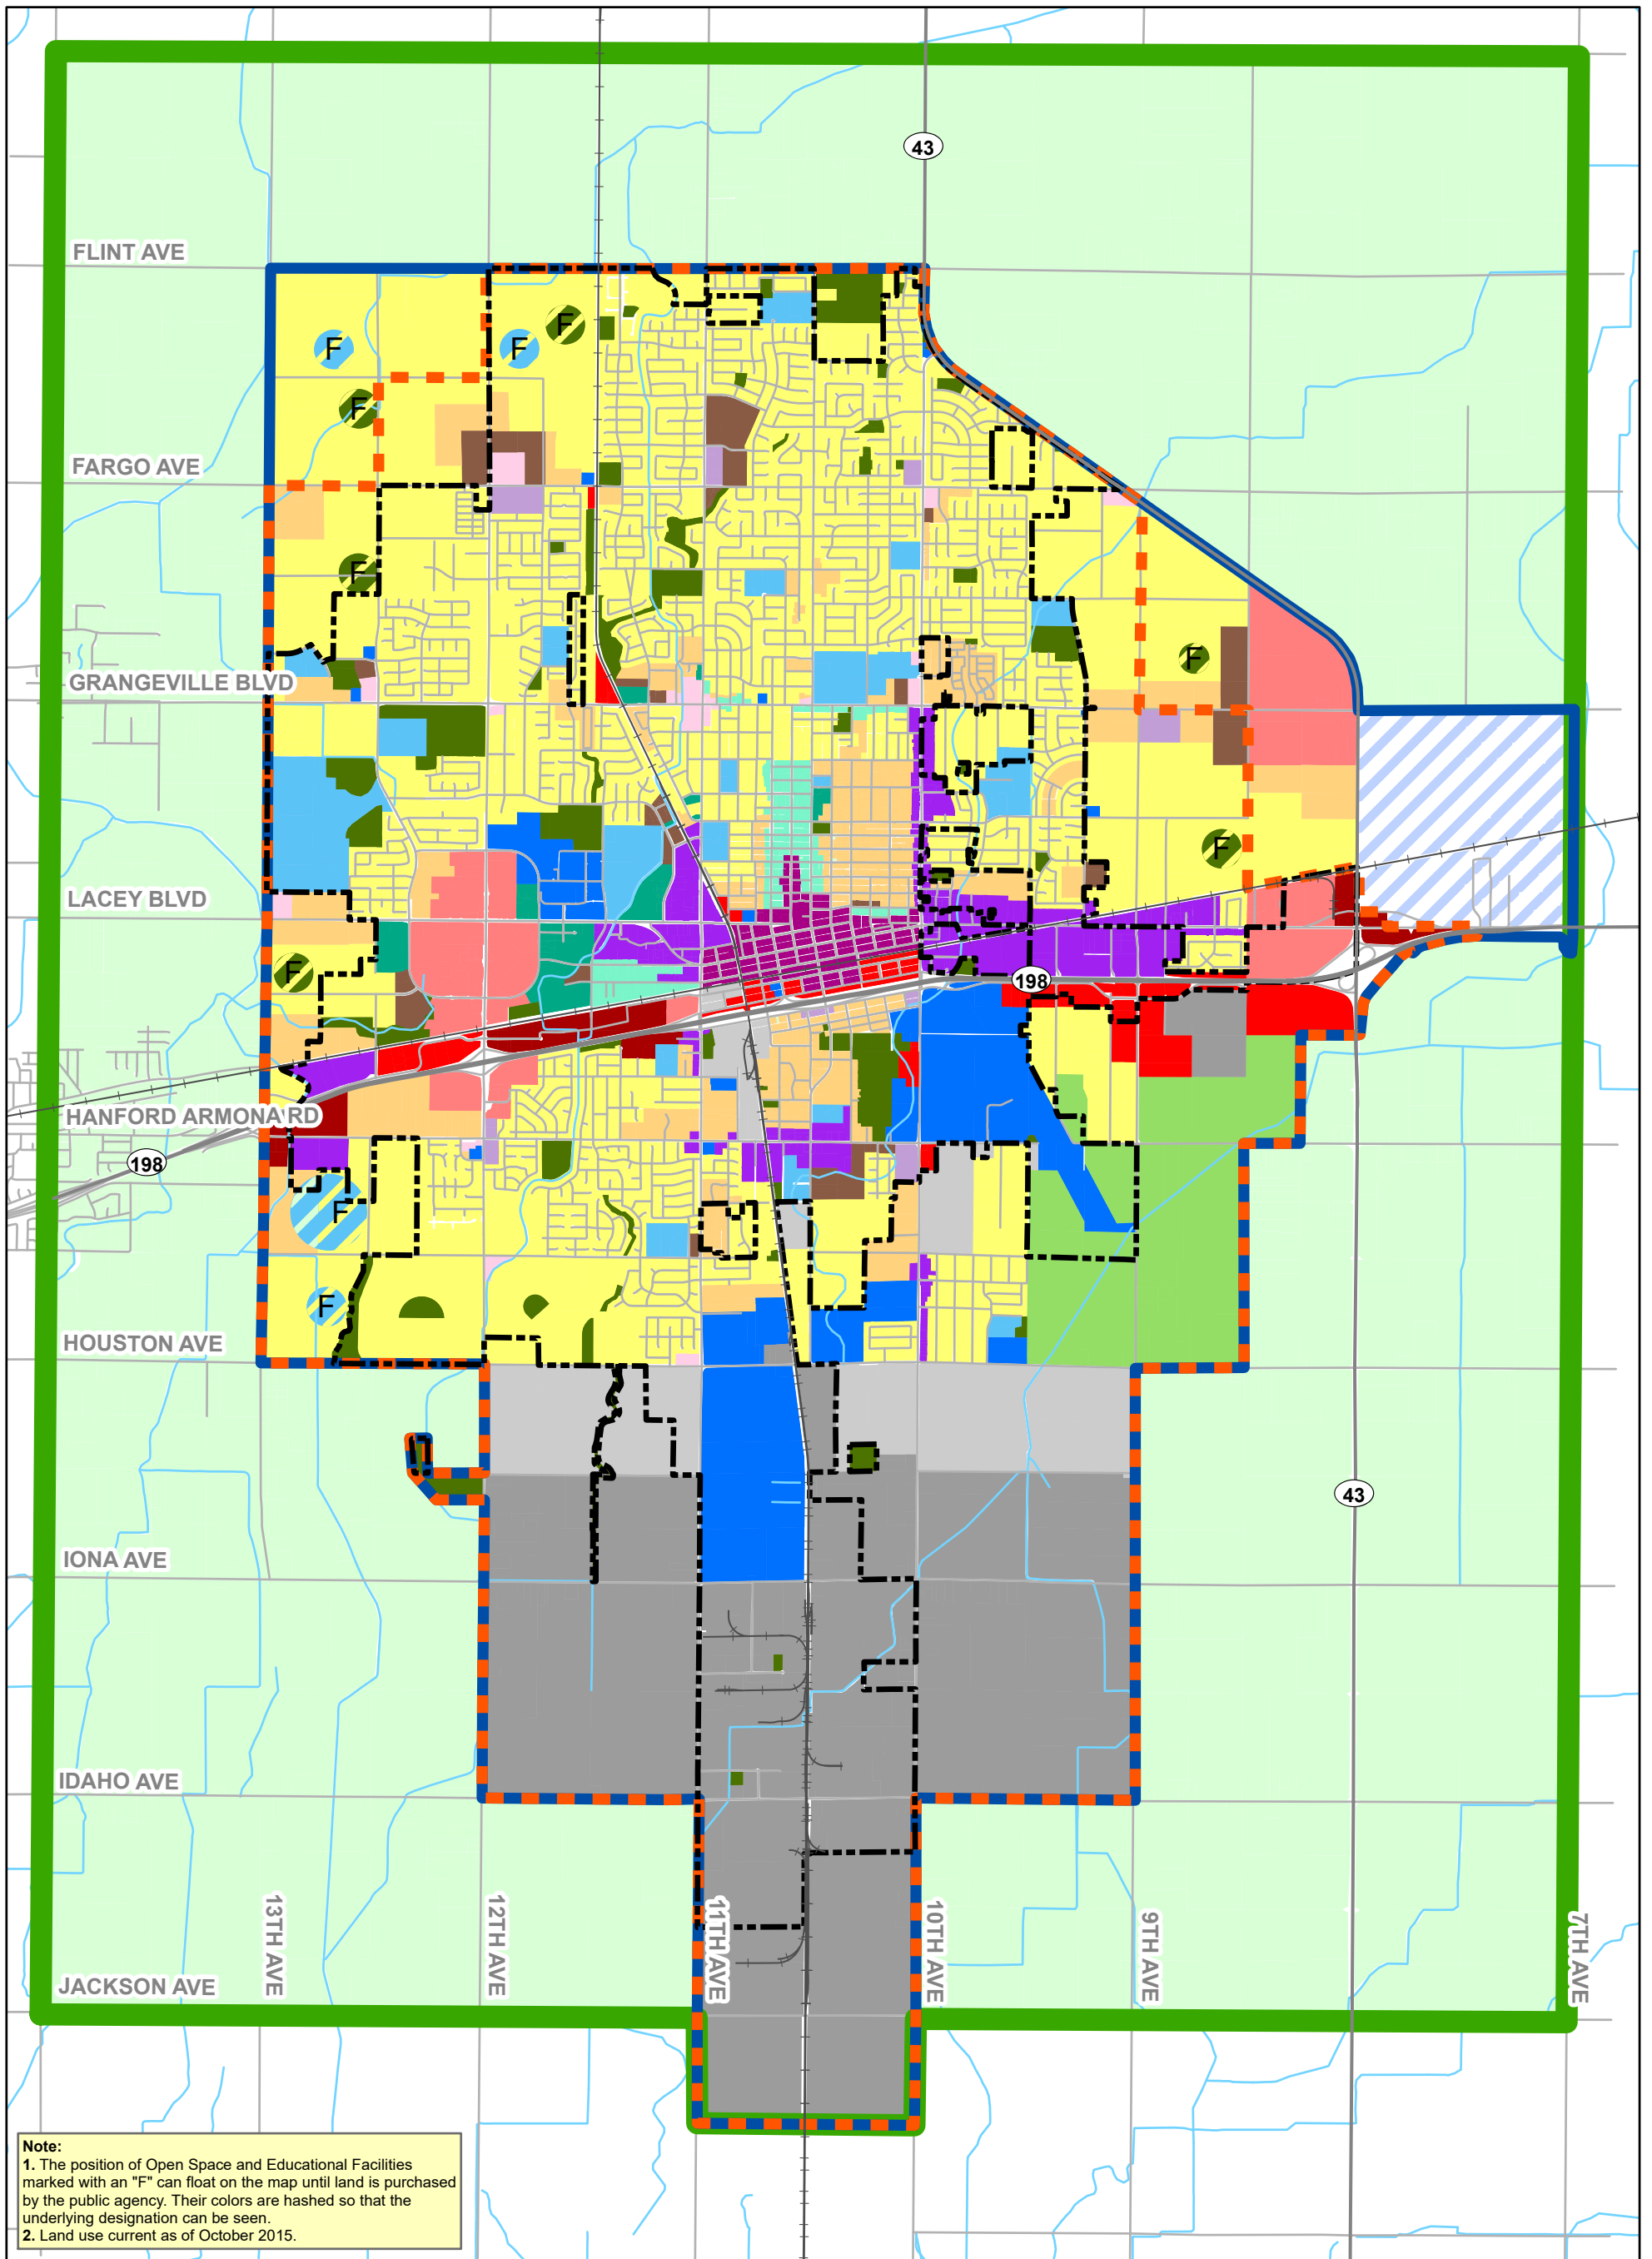 43
FLINT AVE
F
F
F
F
FARGO AVE
F
F
GRANGEVILLE BLVD
F
LACEY BLVD
F
198
HANFORD ARMONA RD
198
F
F
HOUSTON AVE
43
IONA AVE
IDAHO AVE
13TH AVE
12TH AVE
11TH AVE
10TH AVE
9TH AVE
7TH AVE
JACKSON AVE
Note:
1. The position of Open Space and Educational Facilities
marked with an "F" can float on the map until land is purchased
by the public agency. Their colors are hashed so that the
underlying designation can be seen.
2. Land use current as of October 2015.